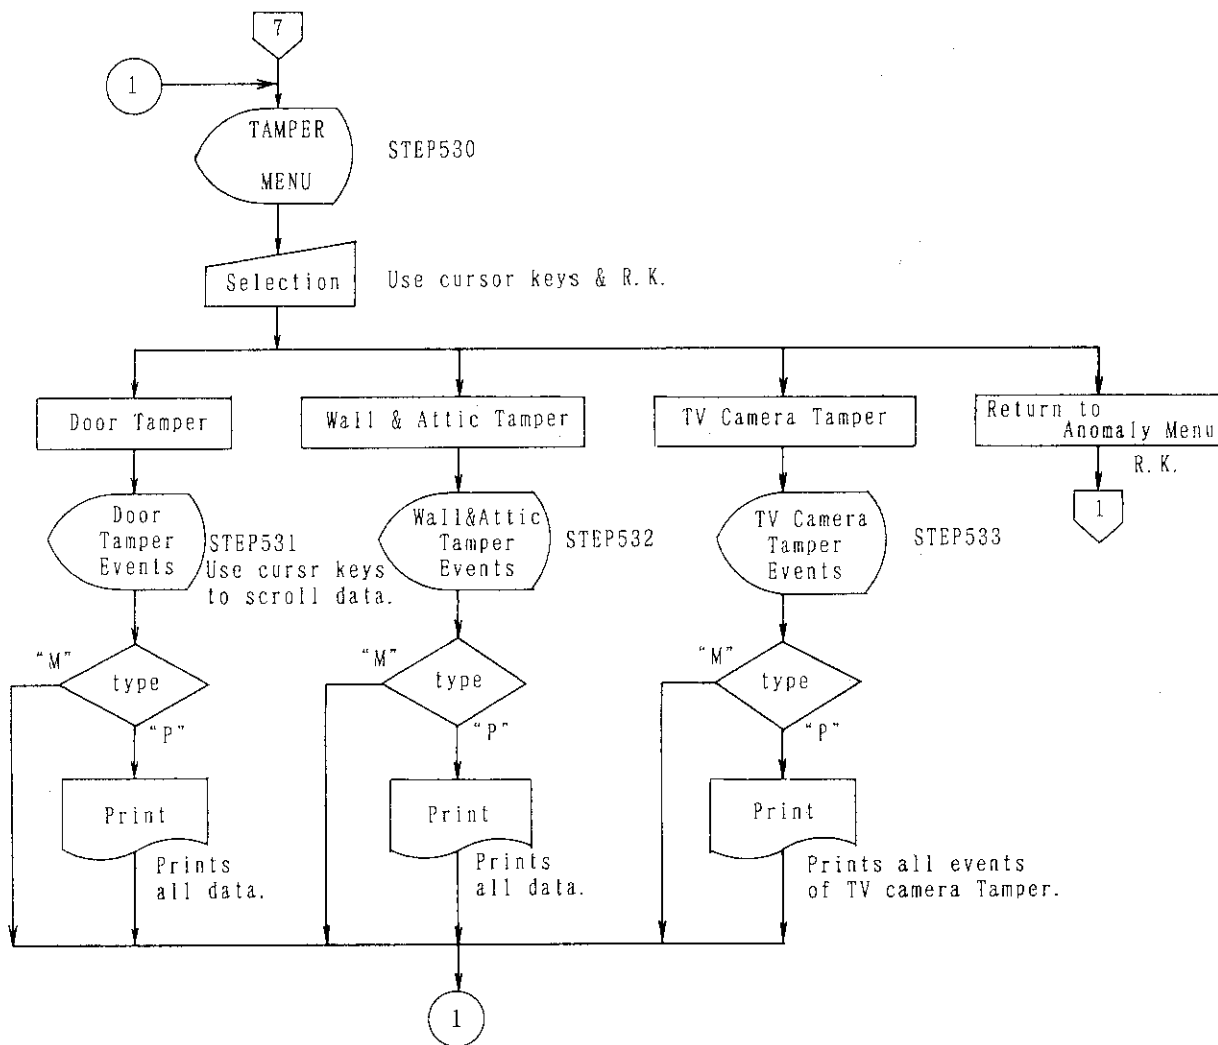 7
1
TAMPER
MENU
STEP530
Selection
Use cursor keys & R.K.
Door Tamper
Wall & Attic Tamper
TV Camera Tamper
Return to
Anomaly Menu
R.K.
1
Door
Tamper
Events
STEP531
Use cursr keys
to scroll data.
Wall&Attic
Tamper
Events
STEP532
TV Camera
Tamper
Events
STEP533
“M”
type
“P”
“M”
type
“P”
“M”
type
“P”
Print
Prints
all data.
Print
Prints
all data.
Print
Prints all events
of TV camera Tamper.
1